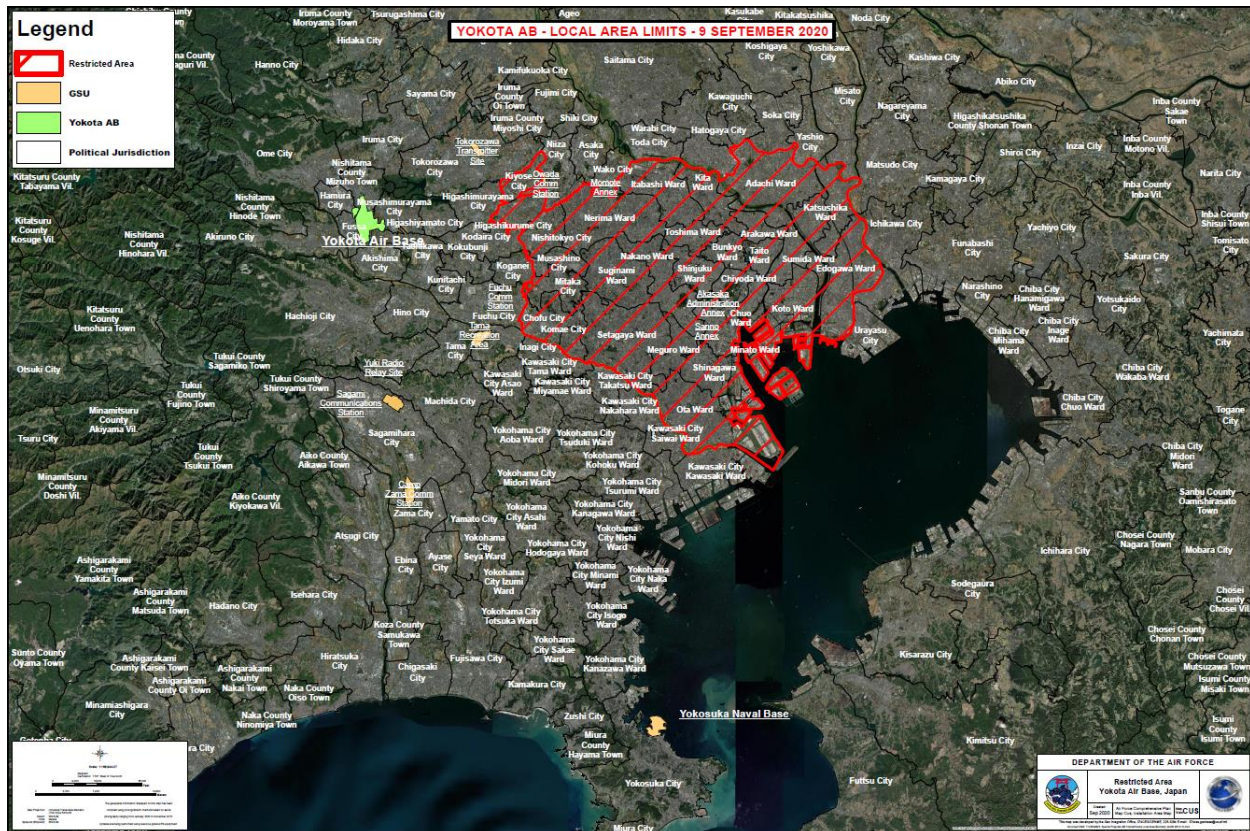 Legend
Restricted Area
GSU
Yokota AB
Political Jurisdiction
YOKOTA AB - LOCAL AREA LIMITS - 9 SEPTEMBER 2020
Iruma County
Moroyama Town
Tsurugashima City
Ageo
Kasukabe
City
Kitakatsushika
Noda City
Hidaka City
Koshigaya
City
Yoshikawa
City
Kashiwa City
Hanno City
Saitama City
Kamifukuoka City
Abiko City
Sayama City
Iruma
County
Oi Town
Fujimi City
Kawaguchi
City
Misato
City
Nagareyama
City
Inba County
Sakae
Town
Iruma County
Miyoshi City
Shiki City
Soka City
Higashikatsushika
County Shonan Town
Iruma City
Warabi City
Hatogaya City
Toda City
Yashio
City
Inba County
Motono Vil.
Ome City
Tokorozawa
Transmitter
Site
Niiza
City
Asaka
City
Shiroi City
Inzai City
Nishitama
County
Mizuho Town
Tokorozawa
City
Wako City
Matsudo City
Kitatsuru County
Tabayama Vil.
Kiyose
City
Owada
Comm
Station
Momote
Annex
Itabashi Ward
Kita
Ward
Adachi Ward
Kamagaya City
Narita City
Inba County
Inba Vil.
Nishitama
County
Hinode Town
Hamura
City
Musashimurayama
City
Higashimurayama
City
Katsushika
Ward
Kitatsuru
County
Kosuge Vil.
Higashiyamato City
Higashikurume City
Nerima Ward
Toshima Ward
Arakawa Ward
Ichikawa City
Yachiyo City
Inba County
Shisui Town
Nishitama
County
Hinohara Vil.
Akiruno City
Yokota Air Base
Kodaira City
Nishitokyo City
Bunkyo
Ward
Taito
Ward
Funabashi
City
Tomisato
City
Akishima
City
Kokubunji
City
Musashino
City
Nakano Ward
Sumida Ward
Sakura City
Koganei
City
Mitaka
City
Suginami
Ward
Shinjuku
Ward
Chiyoda Ward
Edogawa Ward
Kunitachi
City
Narashino
City
Chiba City
Hanamigawa
Ward
Yotsukaido
City
Kitatsuru
County
Uenohara Town
Fuchu
Comm
Station
Akasaka
Administration
Annex
Hachioji City
Hino City
Fuchu City
Chofu City
Komae City
Sanno
Annex
Chuo
Ward
Koto Ward
Chiba City
Mihama
Ward
Chiba City
Inage
Ward
Tama
Recreation
Area
Setagaya Ward
Urayasu
City
Yachimata
City
Tama
City
Inagi City
Meguro Ward
Minato Ward
Otsuki City
Tukui County
Sagamiko Town
Yuki Radio
Relay Site
Kawasaki City
Tama Ward
Shinagawa
Ward
Chiba City
Wakaba Ward
Tukui County
Shiroyama Town
Kawasaki
City Asao
Ward
Kawasaki City
Miyamae Ward
Kawasaki City
Takatsu Ward
Tukui
County
Fujino Town
Sagami
Communications
Station
Machida City
Kawasaki City
Nakahara Ward
Ota Ward
Chiba City
Chuo Ward
Minamitsuru
County
Akiyama Vil.
Togane
City
Tsuru City
Sagamihara
City
Yokohama City
Aoba Ward
Yokohama City
Tsuduki Ward
Kawasaki City
Saiwai Ward
Tukui
County
Tsukui Town
Aiko County
Aikawa Town
Yokohama City
Kohoku Ward
Chiba City
Midori
Ward
Minamitsuru
County
Doshi Vil.
Camp
Zama Comm
Station
Yokohama City
Midori Ward
Kawasaki City
Kawasaki Ward
Aiko County
Kiyokawa Vil.
Yokohama City
Tsurumi Ward
Sanbu County
Oamishirasato
Town
Zama City
Yamato City
Yokohama
City Asahi
Ward
Yokohama City
Kanagawa Ward
Atsugi City
Yokohama
City
Seya Ward
Yokohama City
Hodogaya Ward
Yokohama
City Nishi
Ward
Chosei County
Nagara Town
Ashigarakami
County
Yamakita Town
Ebina
City
Ayase
City
Ichihara City
Mobara City
Yokohama
City Izumi
Ward
Yokohama
City Minami
Ward
Yokohama
City Naka
Ward
Ashigarakami
County
Matsuda Town
Isehara City
Sodegaura
City
Chosei
County
Chosei Vil.
Hadano City
Yokohama City
Totsuka Ward
Yokohama
City Isogo
Ward
Koza County
Samukawa
Town
Chosei County
Chonan Town
Sunto County
Oyama Town
Ashigarakami
County Kaisei Town
Hiratsuka
City
Fujisawa City
Yokohama
City Sakae
Ward
Yokohama City
Kanazawa Ward
Kisarazu City
Chosei County
Mutsuzawa Town
Ashigarakami
County Oi Town
Ashigarakami
County
Nakai Town
Chigasaki
City
Isumi County
Misaki Town
Minamiashigara
City
Naka County
Oiso Town
Kamakura City
Naka County
Ninomiya Town
Zushi City
Yokosuka Naval Base
Isumi
County
Isumi Town
Miura
County
Hayama Town
Kimitsu City
Yokosuka City
Futtsu City
Miura City
DEPARTMENT OF THE AIR FORCE
Restricted Area
Yokota Air Base, Japan
Created
Sep 2020
Air Force Comprehensive Plan
Map Cus, Installation Area Map
CUS